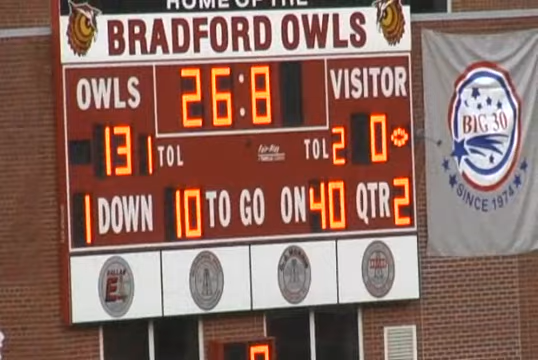 HOME OF THE
BRADFORD OWLS
OWLS 26:8 VISITOR
13 1 TOL TOL 2 0
1 DOWN 10 TO GO ON 40 QTR 2
BIG 30
SINCE 1974